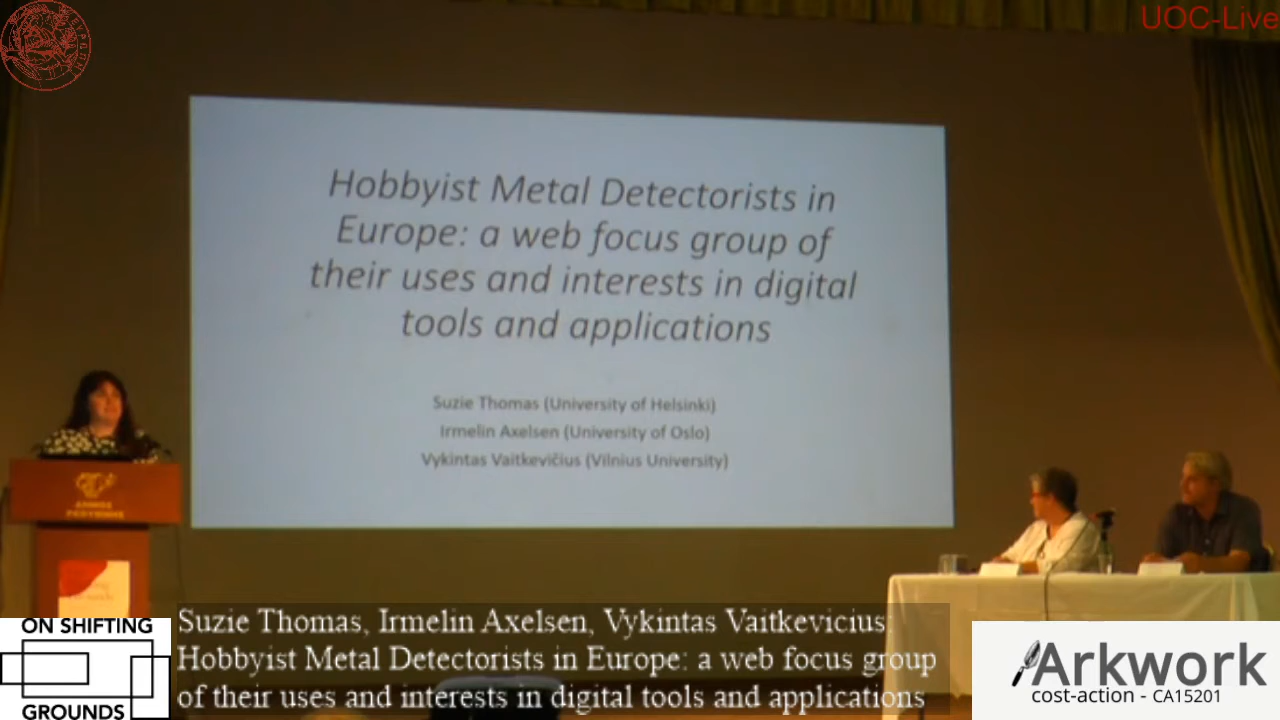 UOC-Live
Hobbyist Metal Detectorists in
Europe: a web focus group of
their uses and interests in digital
tools and applications
Suzie Thomas (University of Helsinki)
Irmelin Axelsen (University of Oslo)
Vykintas Vaitkevičius (Vilnius University)
ΔΗΜΟΣ
ΡΕΘΥΜΝΗΣ
ON SHIFTING
GROUNDS
Suzie Thomas, Irmelin Axelsen, Vykintas Vaitkevicius:
Hobbyist Metal Detectorists in Europe: a web focus group
of their uses and interests in digital tools and applications
Arkwork
cost-action - CA15201